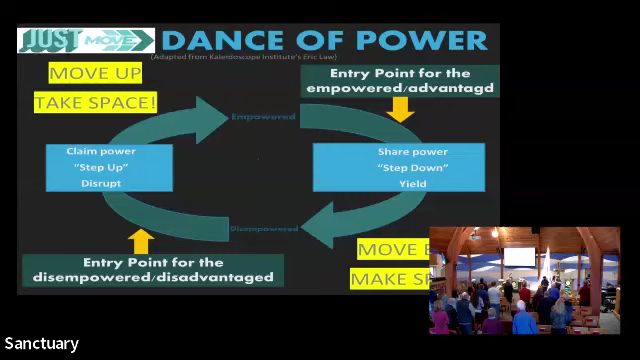 JUST MOVE
DANCE OF POWER
(Adapted from Kaleidoscope Institute's Eric Law)
MOVE UP
TAKE SPACE!
Entry Point for the
empowered/advantagd
Empowered
Claim power
"Step Up"
Disrupt
Share power
"Step Down"
Yield
Disempowered
Entry Point for the
disempowered/disadvantaged
MOVE
MAKE
Sanctuary